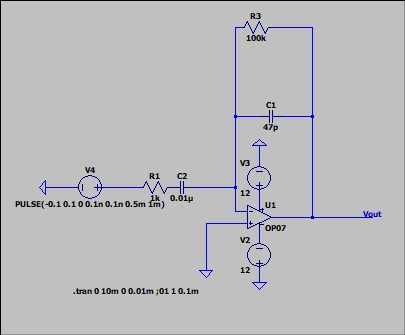 R3
100k
C1
47p
V4
R1
C2
V3
1k
0.01µ
12
U1
PULSE(-0.1 0.1 0 0.1n 0.1n 0.5m 1m)
Vout
OP07
V2
12
.tran 0 10m 0 0.01m ;01 1 0.1m